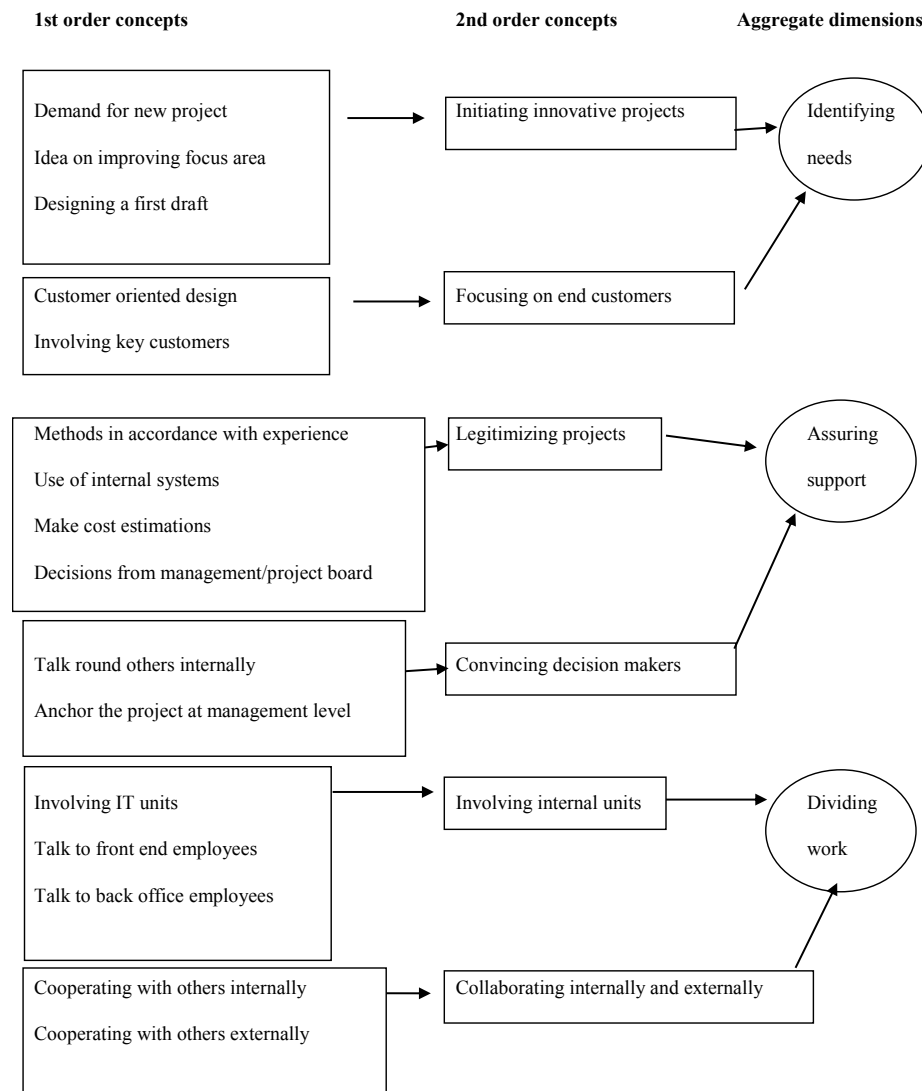 1st order concepts
2nd order concepts
Aggregate dimensions
Demand for new project
Idea on improving focus area
Designing a first draft
Initiating innovative projects
Identifying
needs
Customer oriented design
Involving key customers
Focusing on end customers
Methods in accordance with experience
Use of internal systems
Make cost estimations
Decisions from management/project board
Legitimizing projects
Assuring
support
Talk round others internally
Anchor the project at management level
Convincing decision makers
Involving IT units
Talk to front end employees
Talk to back office employees
Involving internal units
Dividing
work
Cooperating with others internally
Cooperating with others externally
Collaborating internally and externally